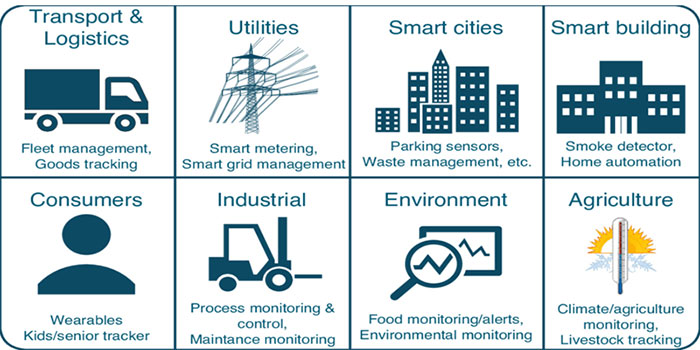 Transport &
Logistics
Fleet management,
Goods tracking
Utilities
Smart metering,
Smart grid management
Smart cities
Parking sensors,
Waste management, etc.
Smart building
Smoke detector,
Home automation
Consumers
Wearables
Kids/senior tracker
Industrial
Process monitoring &
control,
Maintance monitoring
Environment
Food monitoring/alerts,
Environmental monitoring
Agriculture
Climate/agriculture
monitoring,
Livestock tracking